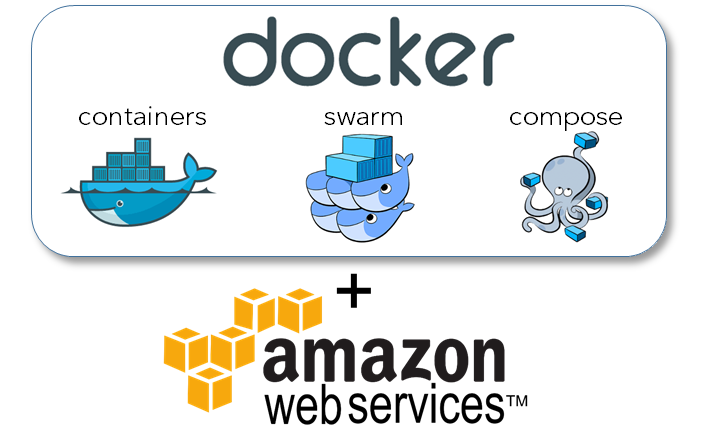 docker
containers swarm compose
+
amazon
web services™